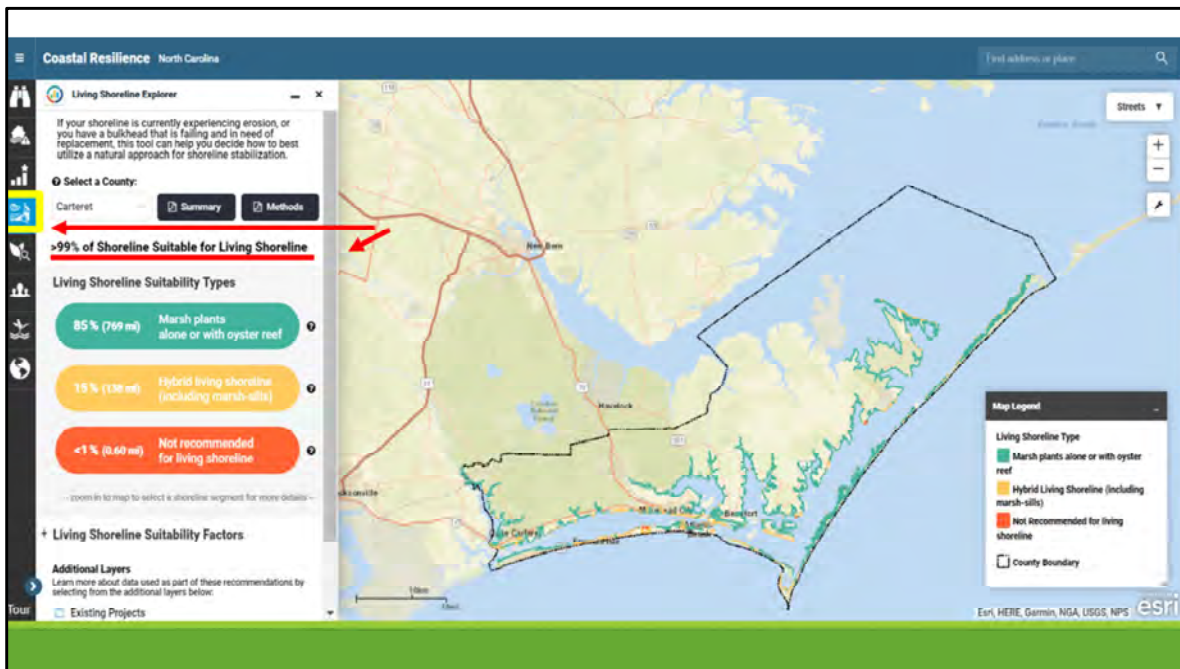 Coastal Resilience North Carolina
Find address or place
Living Shoreline Explorer
If your shoreline is currently experiencing erosion, or
you have a bulkhead that is failing and in need of
replacement, this tool can help you decide how to best
utilize a natural approach for shoreline stabilization.
Select a County:
Carteret
Summary
Methods
>99% of Shoreline Suitable for Living Shoreline
Living Shoreline Suitability Types
85% (769 mi)
Marsh plants
alone or with oyster reef
15% (138 mi)
Hybrid living shoreline
(including marsh-sills)
<1% (0.60 mi)
Not recommended
for living shoreline
- zoom in to map to select a shoreline segment for more details -
+ Living Shoreline Suitability Factors
Additional Layers
Learn more about data used as part of these recommendations by
selecting from the additional layers below:
Existing Projects
Tour
Streets
New Bern
Havelock
Beaufort
10km
Map Legend
Living Shoreline Type
Marsh plants alone or with oyster
reef
Hybrid Living Shoreline (including
marsh-sills)
Not Recommended for living
shoreline
County Boundary
Esri, HERE, Garmin, NGA, USGS, NPS
esri